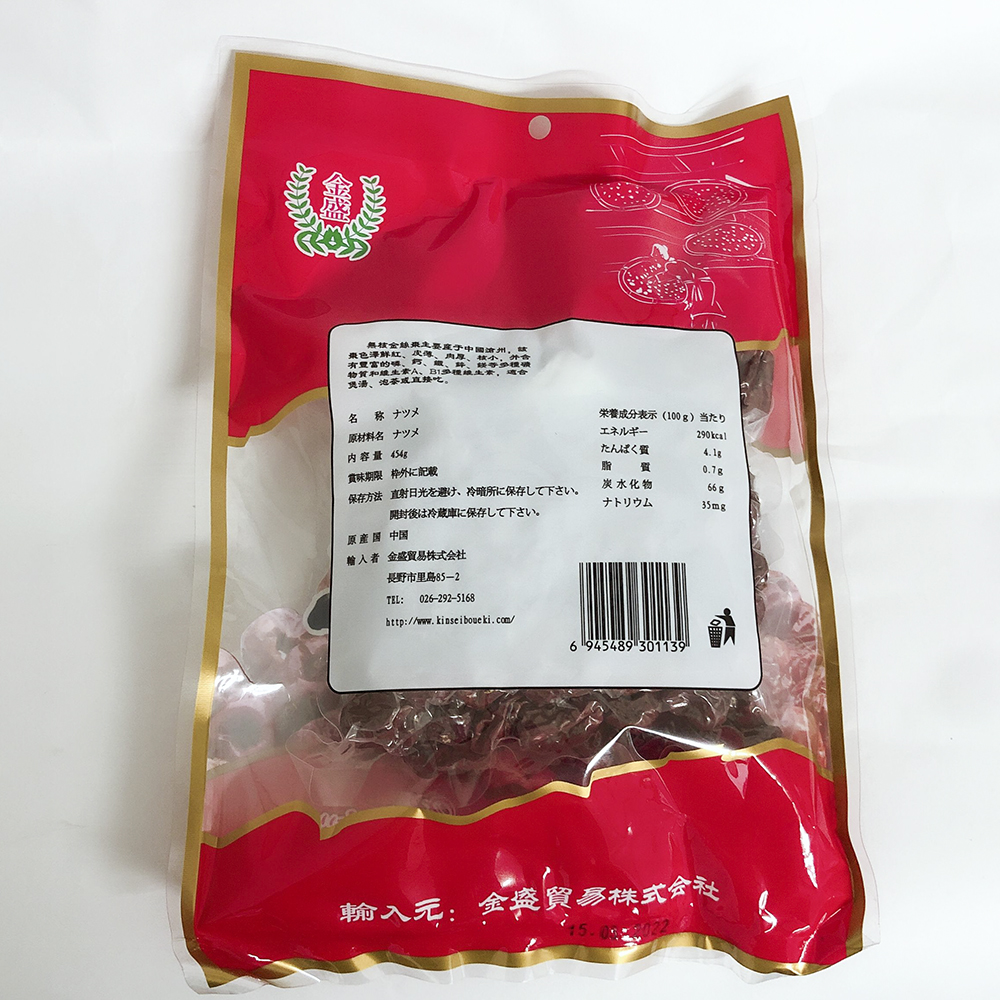 金盛
無核金絲棗主要産于中國滄州。該
棗色澤鮮紅、皮薄、肉厚、核小，并含
有豐富的磷、鈣、鐵、鋅、鎂等多種礦
物質和維生素A、B1多種維生素，適合
煲湯、泡茶或直接吃。
名 称 ナツメ
原材料名 ナツメ
内容量 454g
賞味期限 枠外に記載
保存方法 直射日光を避け、冷暗所に保存して下さい。
開封後は冷蔵庫に保存して下さい。
原産国 中国
輸入者 金盛貿易株式会社
長野市里島85-2
TEL: 026-292-5168
http://www.kinseiboueki.com/
栄養成分表示（100g）当たり
エネルギー 290kcal
たんぱく質 4.1g
脂 質 0.7g
炭水化物 66g
ナトリウム 35mg
6 945489 301139
輸入元：金盛貿易株式会社